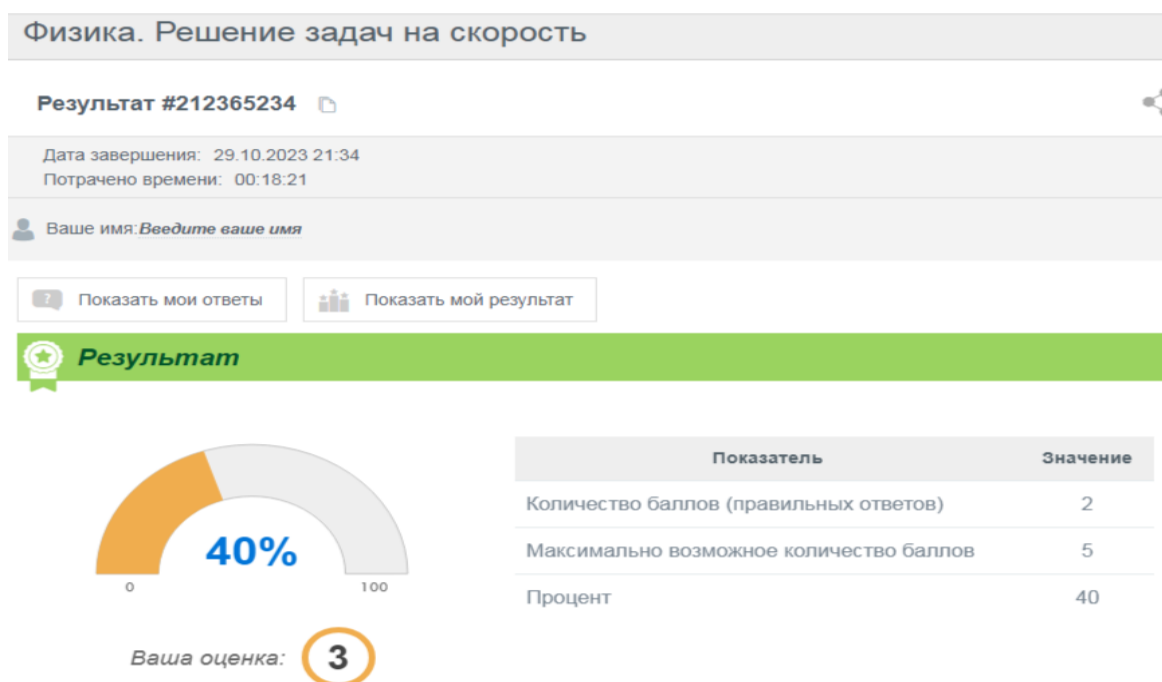 Физика. Решение задач на скорость
Результат #212365234
Дата завершения: 29.10.2023 21:34
Потрачено времени: 00:18:21
Ваше имя: Введите ваше имя
Показать мои ответы Показать мой результат
Результат
Показатель Значение
Количество баллов (правильных ответов) 2
Максимально возможное количество баллов 5
Процент 40
40%
0 100
Ваша оценка: 3